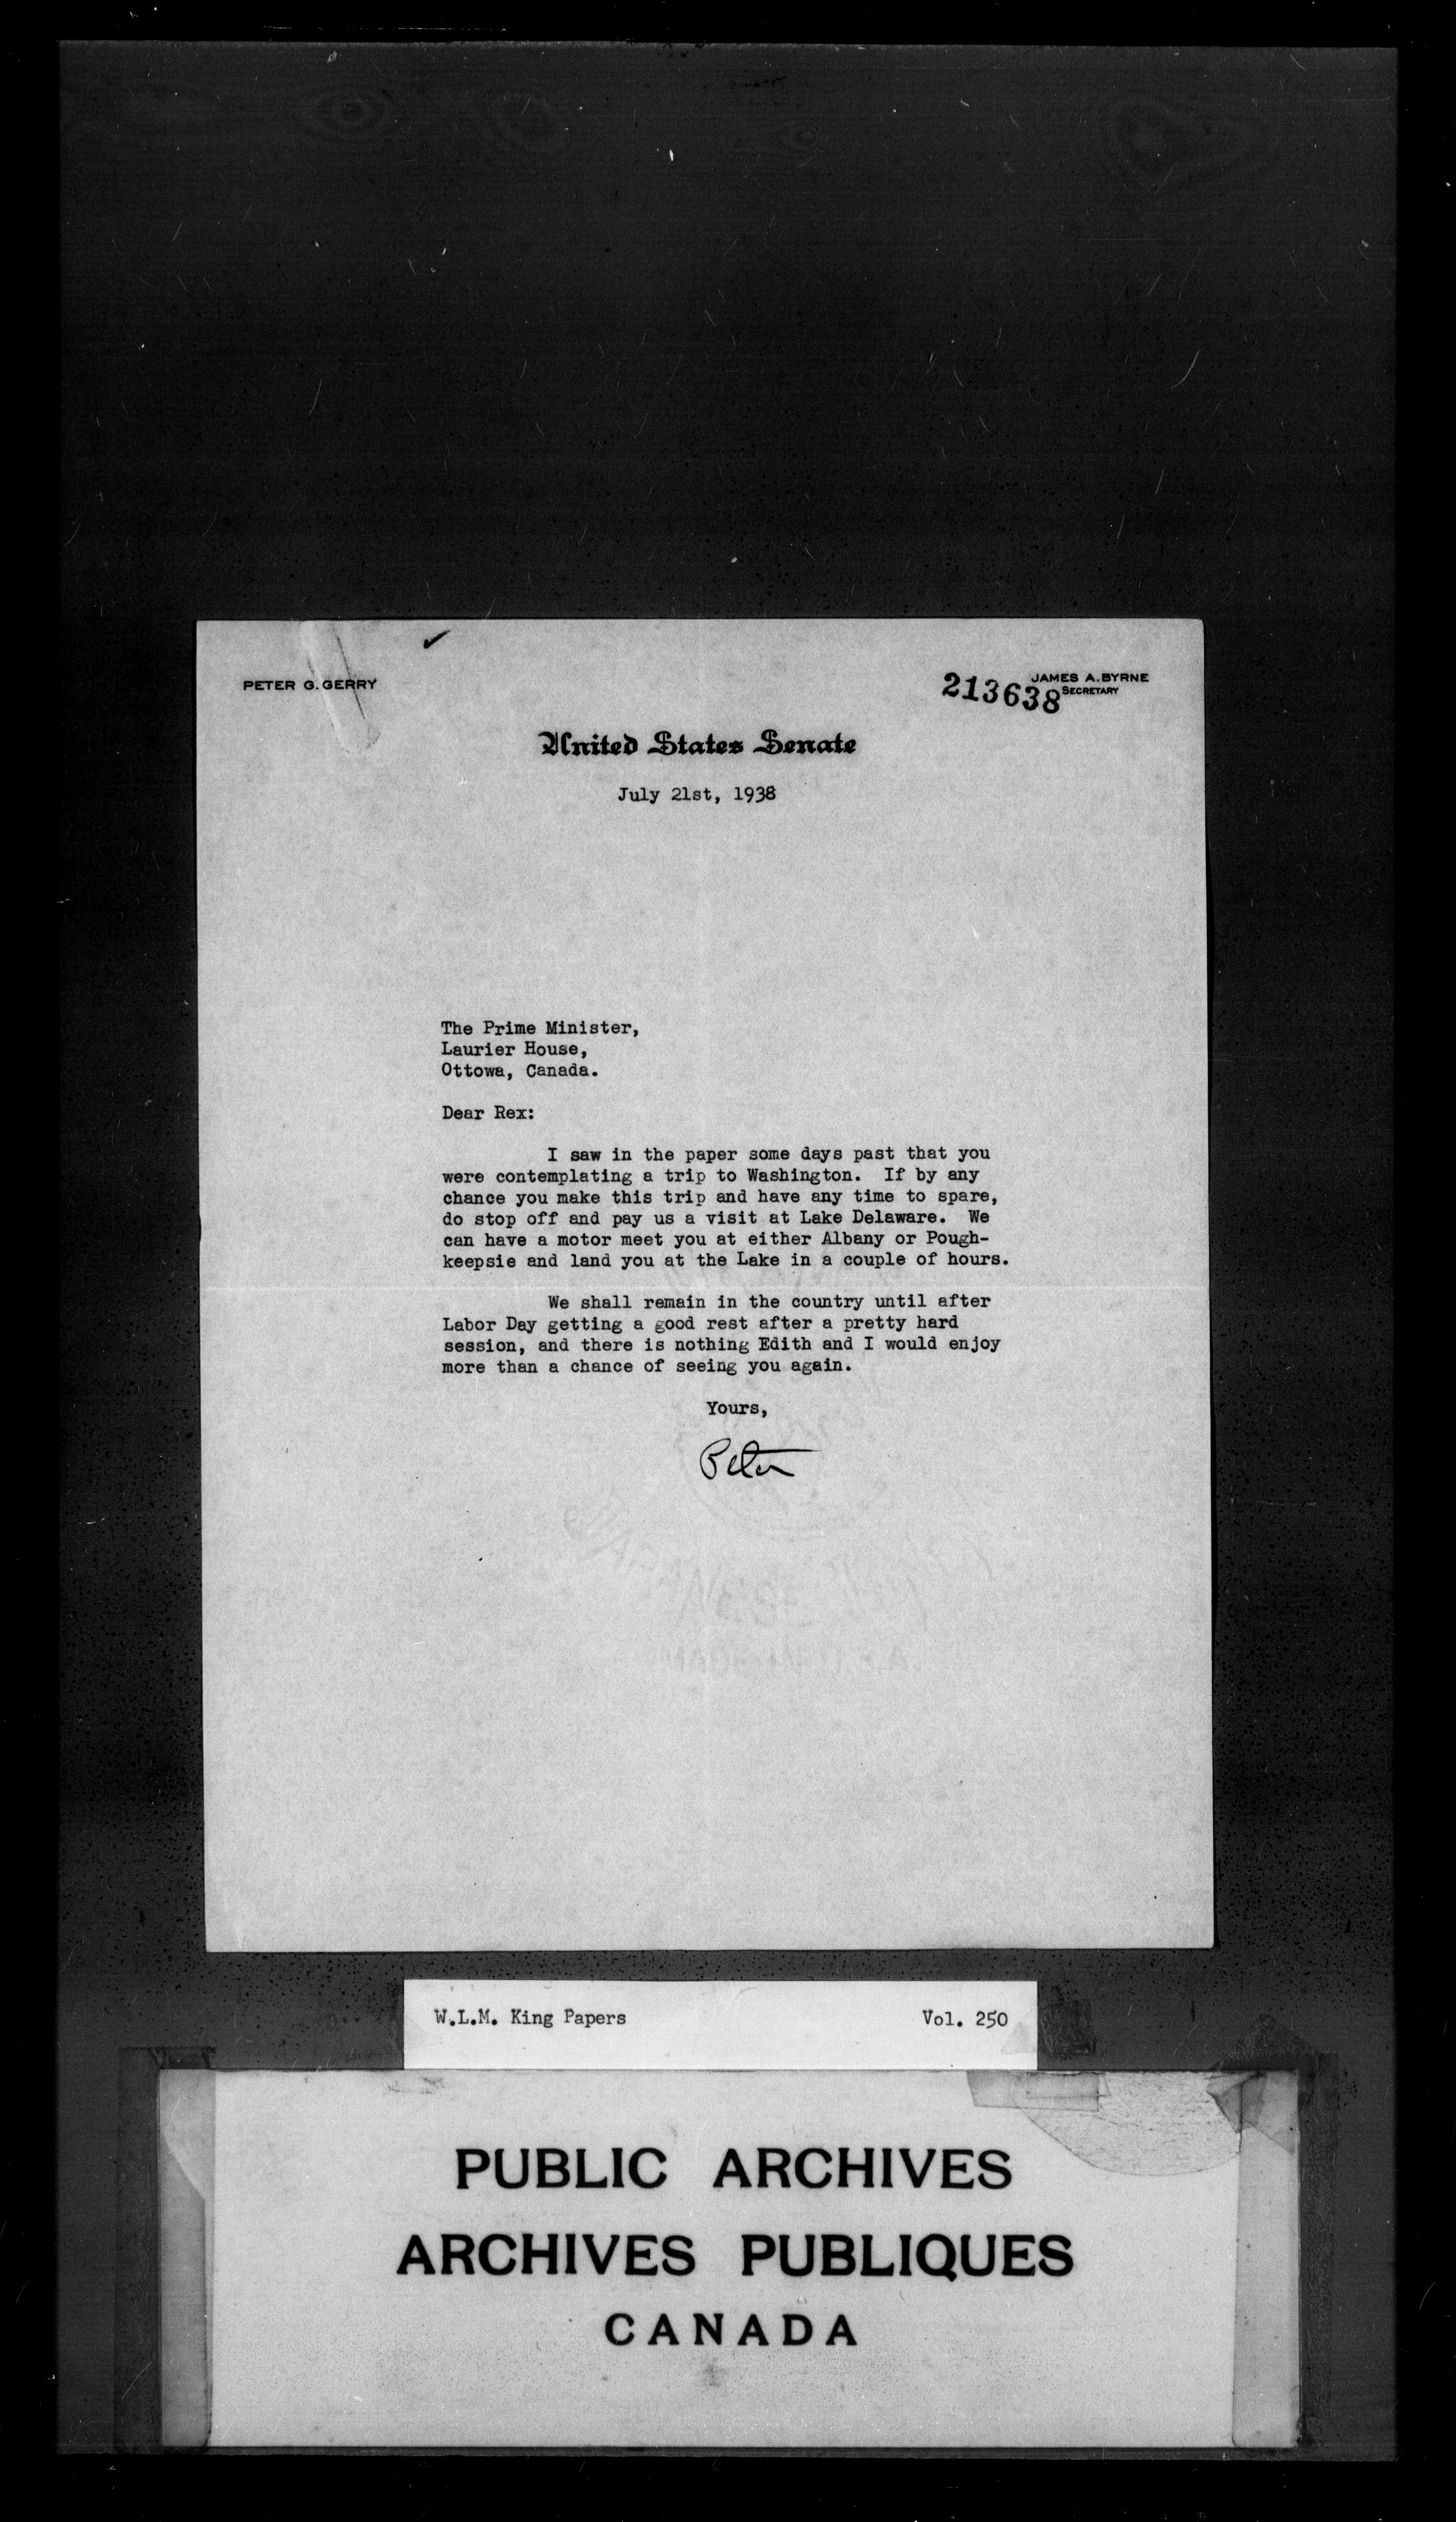 PETER G. GERRY
JAMES A. BYRNE
SECRETARY
213638
United States Senate
July 21st, 1938
The Prime Minister,
Laurier House,
Ottowa, Canada.
Dear Rex:
I saw in the paper some days past that you
were contemplating a trip to Washington. If by any
chance you make this trip and have any time to spare,
do stop off and pay us a visit at Lake Delaware. We
can have a motor meet you at either Albany or Pough-
keepsie and land you at the Lake in a couple of hours.
We shall remain in the country until after
Labor Day getting a good rest after a pretty hard
session, and there is nothing Edith and I would enjoy
more than a chance of seeing you again.
Yours,
Peter
W.L.M. King Papers Vol. 250
PUBLIC ARCHIVES
ARCHIVES PUBLIQUES
CANADA